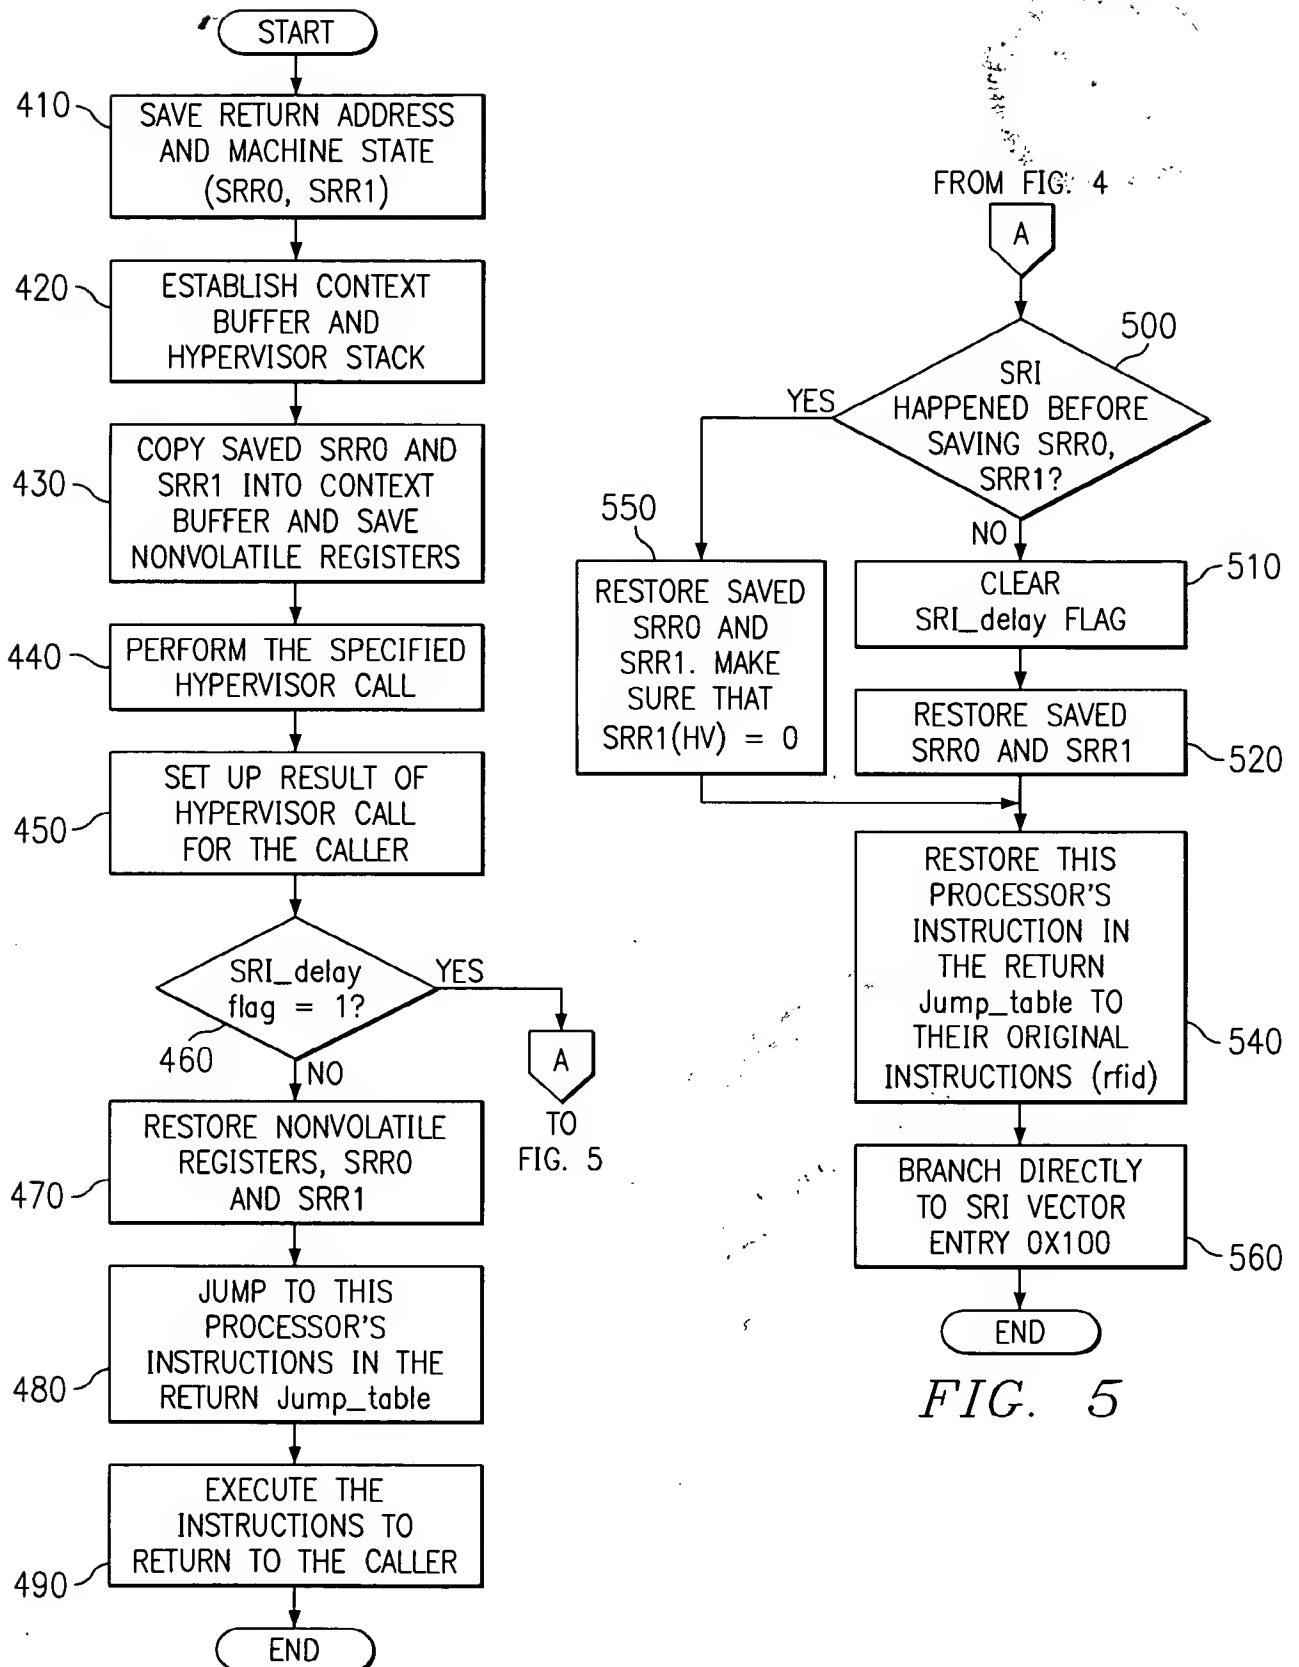 START
410
SAVE RETURN ADDRESS
AND MACHINE STATE
(SRR0, SRR1)
420
ESTABLISH CONTEXT
BUFFER AND
HYPERVISOR STACK
430
COPY SAVED SRR0 AND
SRR1 INTO CONTEXT
BUFFER AND SAVE
NONVOLATILE REGISTERS
440
PERFORM THE SPECIFIED
HYPERVISOR CALL
450
SET UP RESULT OF
HYPERVISOR CALL
FOR THE CALLER
SRI_delay
flag = 1?
YES
460
NO
A
TO
FIG. 5
470
RESTORE NONVOLATILE
REGISTERS, SRR0
AND SRR1
480
JUMP TO THIS
PROCESSOR'S
INSTRUCTIONS IN THE
RETURN Jump_table
490
EXECUTE THE
INSTRUCTIONS TO
RETURN TO THE CALLER
END
FROM FIG. 4
A
500
SRI
HAPPENED BEFORE
SAVING SRR0,
SRR1?
YES
NO
550
RESTORE SAVED
SRR0 AND
SRR1. MAKE
SURE THAT
SRR1(HV) = 0
510
CLEAR
SRI_delay FLAG
RESTORE SAVED
SRR0 AND SRR1
520
RESTORE THIS
PROCESSOR'S
INSTRUCTION IN
THE RETURN
Jump_table TO
THEIR ORIGINAL
INSTRUCTIONS (rfid)
540
BRANCH DIRECTLY
TO SRI VECTOR
ENTRY 0X100
560
END
FIG. 5